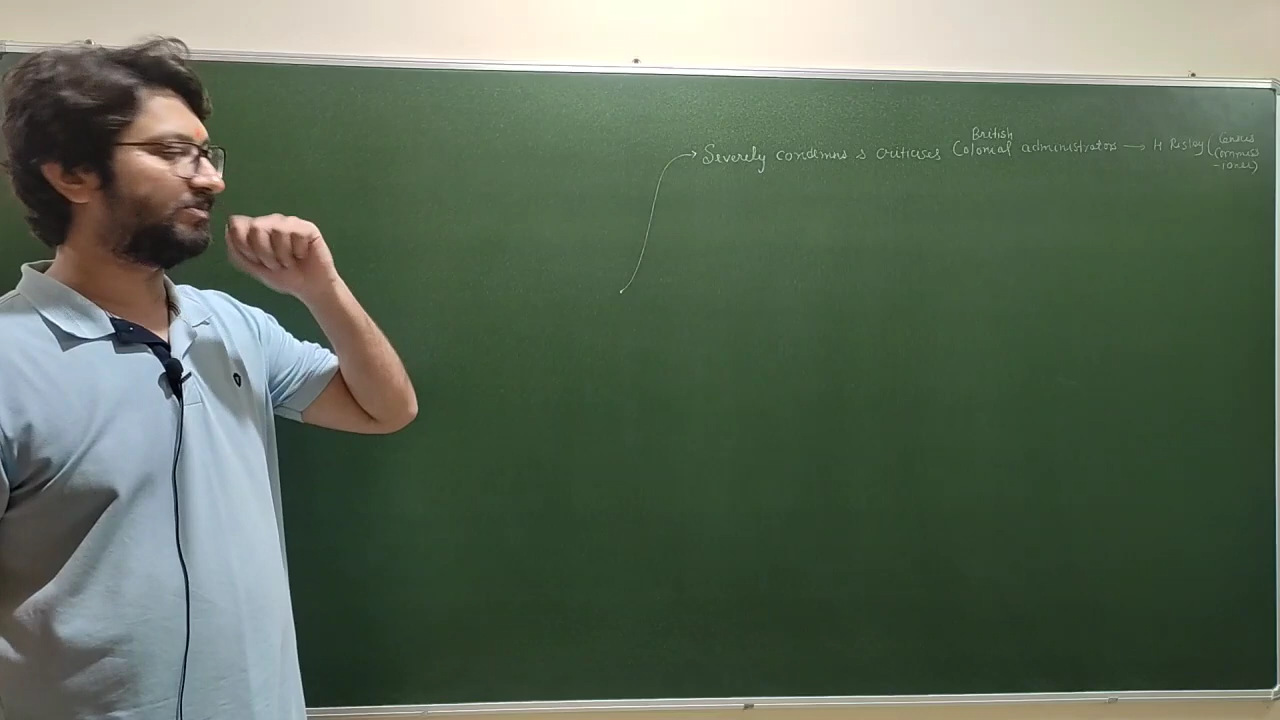 Severely condemns & criticises British Colonial administrators → H Risley (Census
Commiss
-ioner)